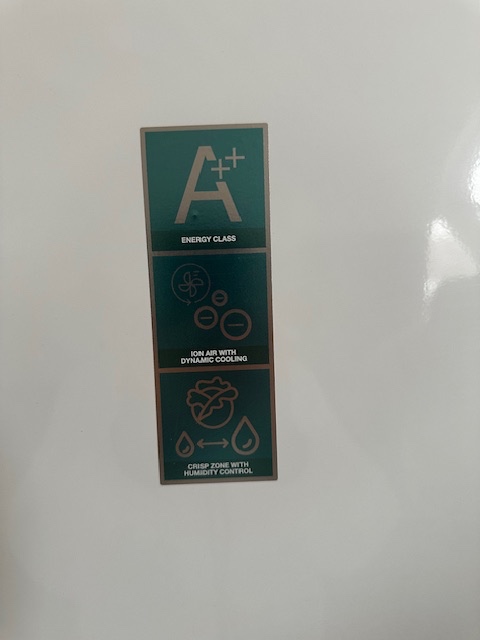 A++
ENERGY CLASS
ION AIR WITH
DYNAMIC COOLING
CRISP ZONE WITH
HUMIDITY CONTROL